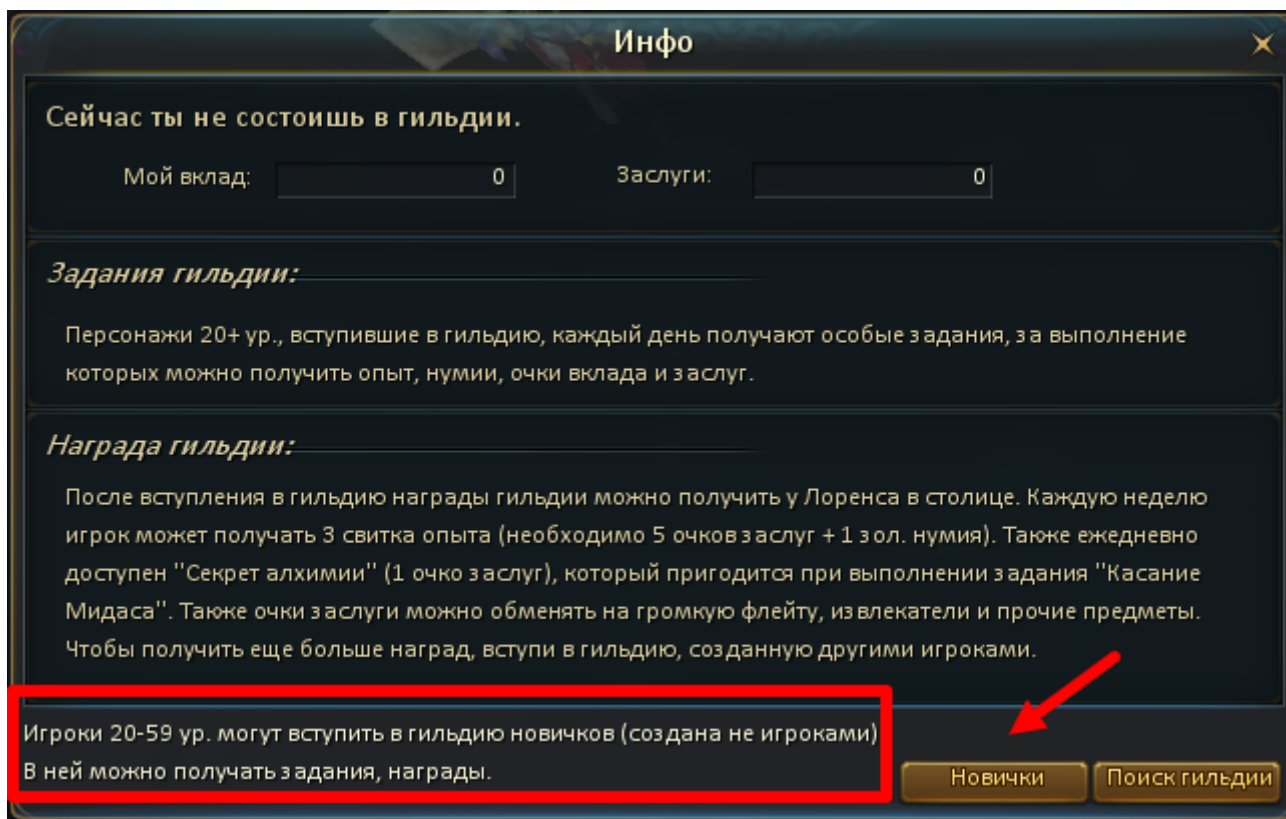 Инфо
Сейчас ты не состоишь в гильдии.
Мой вклад: 0 Заслуги: 0
Задания гильдии:
Персонажи 20+ ур., вступившие в гильдию, каждый день получают особые задания, за выполнение
которых можно получить опыт, нумии, очки вклада и заслуг.
Награда гильдии:
После вступления в гильдию награды гильдии можно получить у Лоренса в столице. Каждую неделю
игрок может получать 3 свитка опыта (необходимо 5 очков заслуг + 1 зол. нумия). Также ежедневно
доступен "Секрет алхимии" (1 очко заслуг), который пригодится при выполнении задания "Касание
Мидаса". Также очки заслуги можно обменять на громкую флейту, извлекатели и прочие предметы.
Чтобы получить еще больше наград, вступи в гильдию, созданную другими игроками.
Игроки 20-59 ур. могут вступить в гильдию новичков (создана не игроками)
В ней можно получать задания, награды.
Новички Поиск гильдии